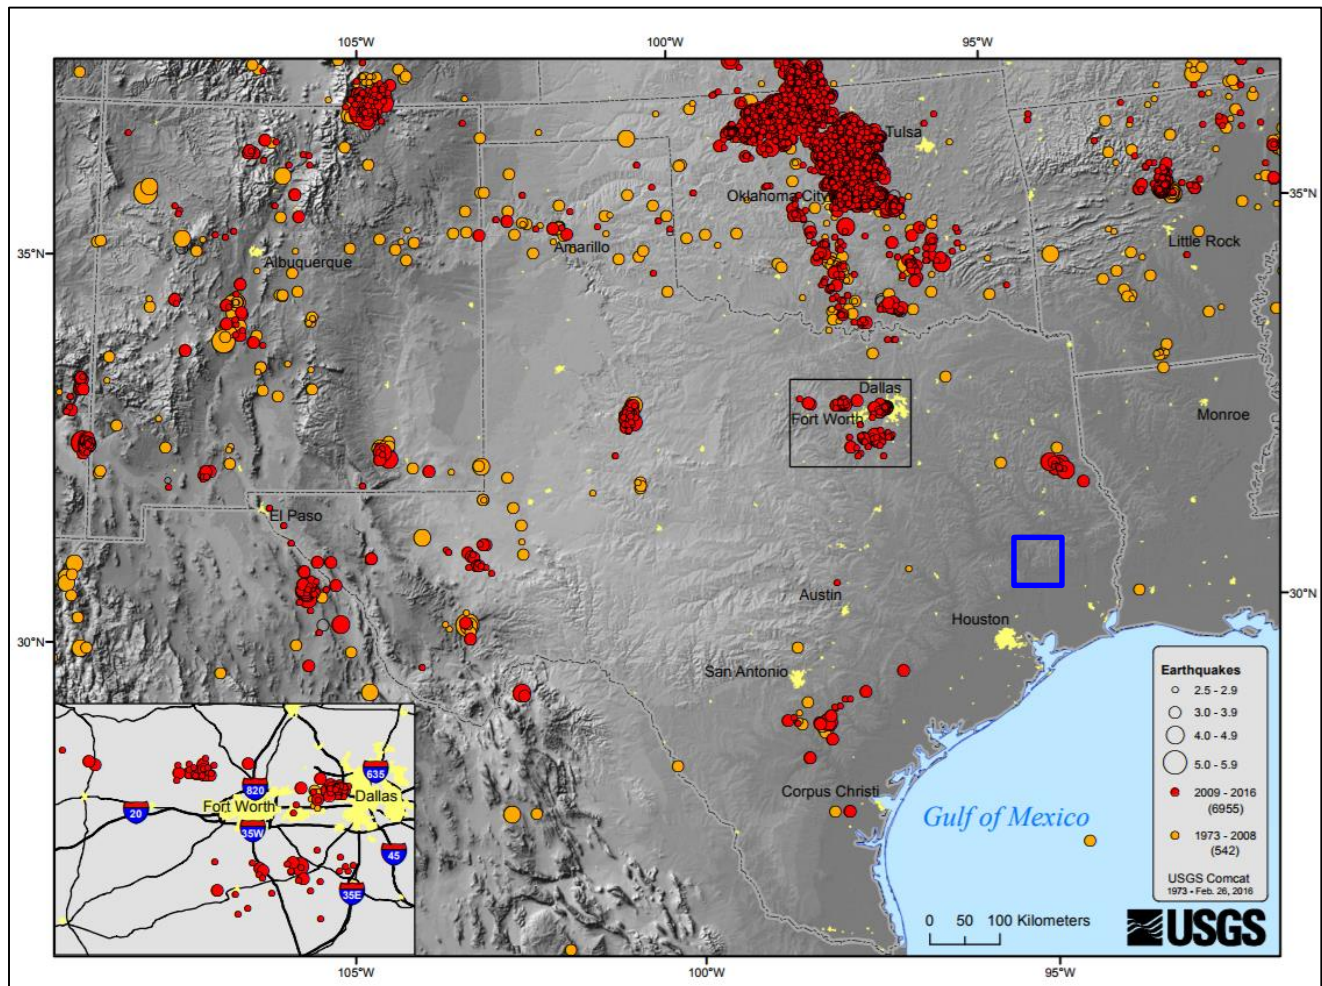 105°W
100°W
95°W
Tulsa
Oklahoma City
35°N
Little Rock
Amarillo
Albuquerque
35°N
Dallas
Fort Worth
Monroe
El Paso
Austin
30°N
Houston
30°N
San Antonio
Corpus Christi
Gulf of Mexico
Earthquakes
2.5 - 2.9
3.0 - 3.9
4.0 - 4.9
5.0 - 5.9
2009 - 2016
(6955)
1973 - 2008
(542)
USGS Comcat
1973 - Feb. 26, 2016
635
820
Fort Worth
Dallas
20
35W
45
35E
0 50 100 Kilometers
USGS
105°W
100°W
95°W